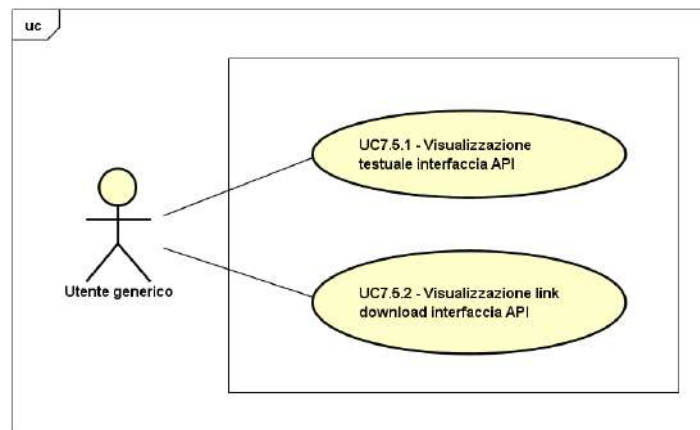 uc
UC7.5.1 - Visualizzazione
testuale interfaccia API
Utente generico
UC7.5.2 - Visualizzazione link
download interfaccia API